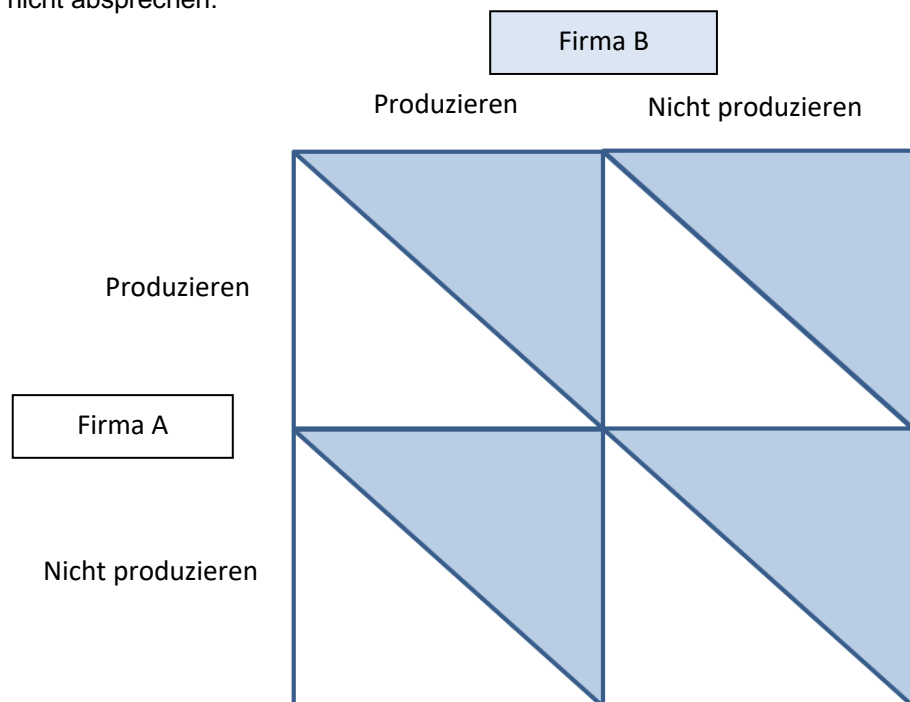 nicht absprechen.
Firma B
Produzieren
Nicht produzieren
Produzieren
Firma A
Nicht produzieren